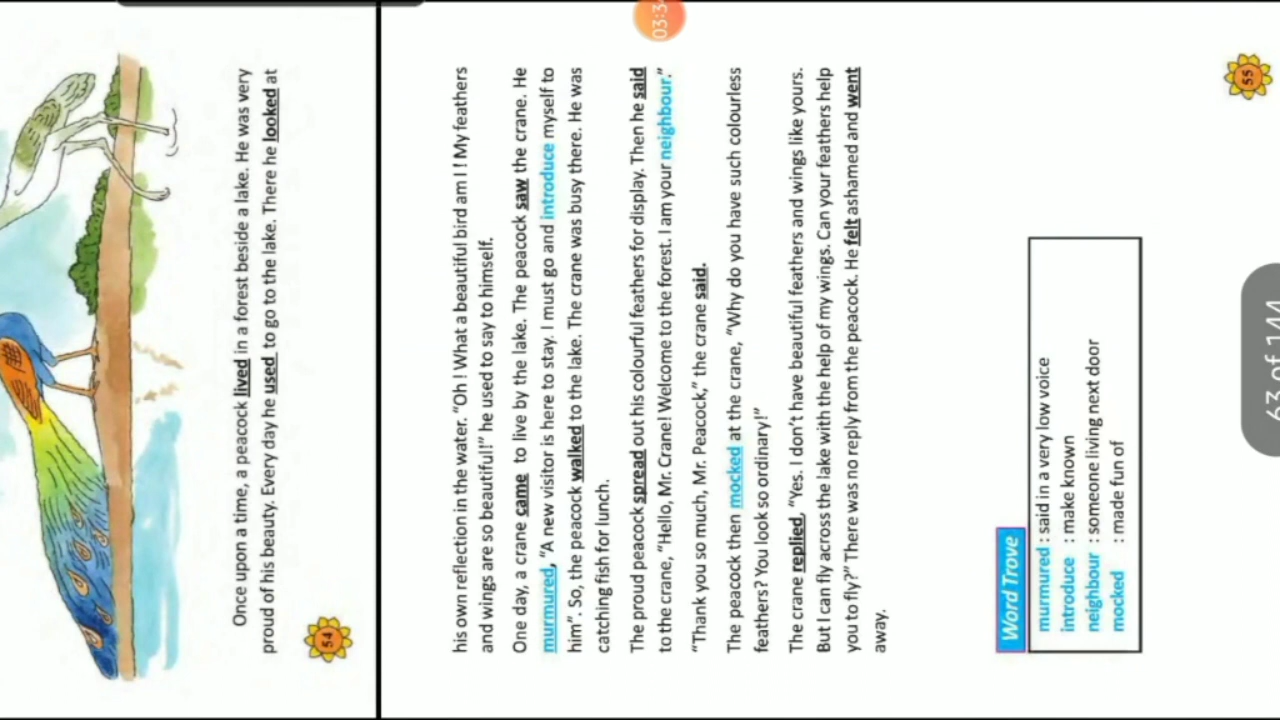 Once upon a time, a peacock lived in a forest beside a lake. He was very
proud of his beauty. Every day he used to go to the lake. There he looked at
54
03:3
his own reflection in the water. “Oh ! What a beautiful bird am I ! My feathers
and wings are so beautiful!” he used to say to himself.
One day, a crane came to live by the lake. The peacock saw the crane. He
murmured, “A new visitor is here to stay. I must go and introduce myself to
him”. So, the peacock walked to the lake. The crane was busy there. He was
catching fish for lunch.
The proud peacock spread out his colourful feathers for display. Then he said
to the crane, “Hello, Mr. Crane! Welcome to the forest. I am your neighbour.”
“Thank you so much, Mr. Peacock,” the crane said.
The peacock then mocked at the crane, “Why do you have such colourless
feathers? You look so ordinary!”
The crane replied, “Yes. I don’t have beautiful feathers and wings like yours.
But I can fly across the lake with the help of my wings. Can your feathers help
you to fly?” There was no reply from the peacock. He felt ashamed and went
away.
Word Trove
murmured : said in a very low voice
introduce : make known
neighbour : someone living next door
mocked : made fun of
55
63 of 144